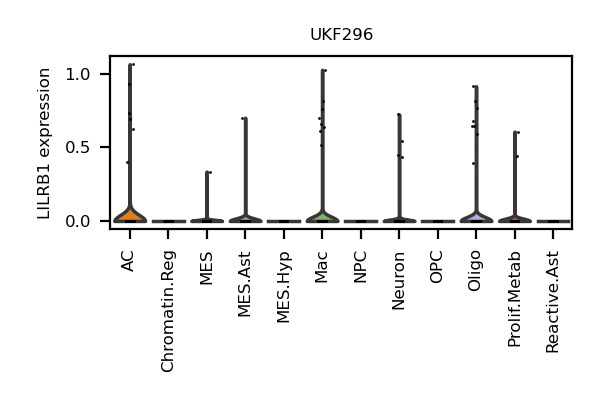 UKF296
LILRB1 expression
1.0
0.5
0.0
AC
Chromatin.Reg
MES
MES.Ast
MES.Hyp
Mac
NPC
Neuron
OPC
Oligo
Prolif.Metab
Reactive.Ast